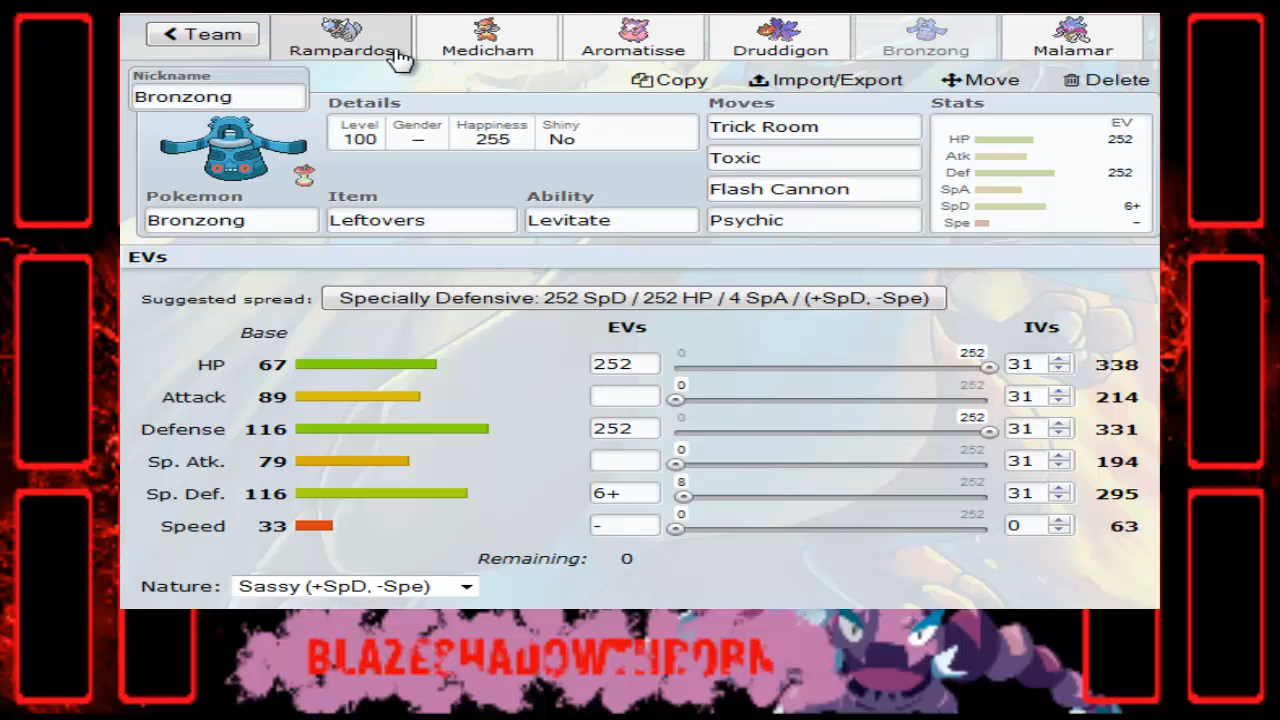 Team
Rampardos
Medicham
Aromatisse
Druddigon
Bronzong
Malamar
Copy
Import/Export
Move
Delete
Nickname
Bronzong
Details
Level
100
Gender
–
Happiness
255
Shiny
No
Pokemon
Bronzong
Item
Leftovers
Ability
Levitate
Moves
Trick Room
Toxic
Flash Cannon
Psychic
Stats
EV
HP 252
Atk
Def 252
SpA
SpD 6+
Spe –
EVs
Suggested spread: Specially Defensive: 252 SpD / 252 HP / 4 SpA / (+SpD, -Spe)
Base EVs IVs
HP 67 252 0 252 252 31 338
Attack 89 0 252 31 214
Defense 116 252 0 252 252 31 331
Sp. Atk. 79 0 252 31 194
Sp. Def. 116 6+ 8 252 31 295
Speed 33 - 0 252 0 63
Remaining: 0
Nature: Sassy (+SpD, -Spe)